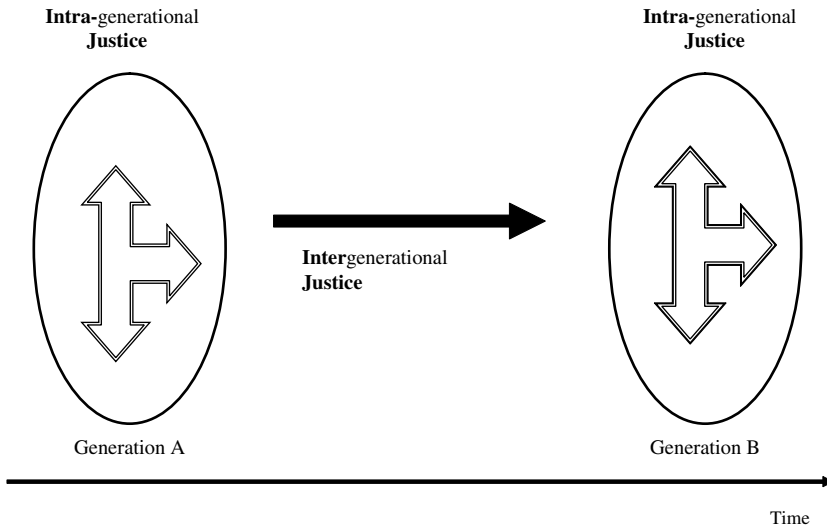 Intra-generational
Justice
Intra-generational
Justice
Intergenerational
Justice
Generation A
Generation B
Time